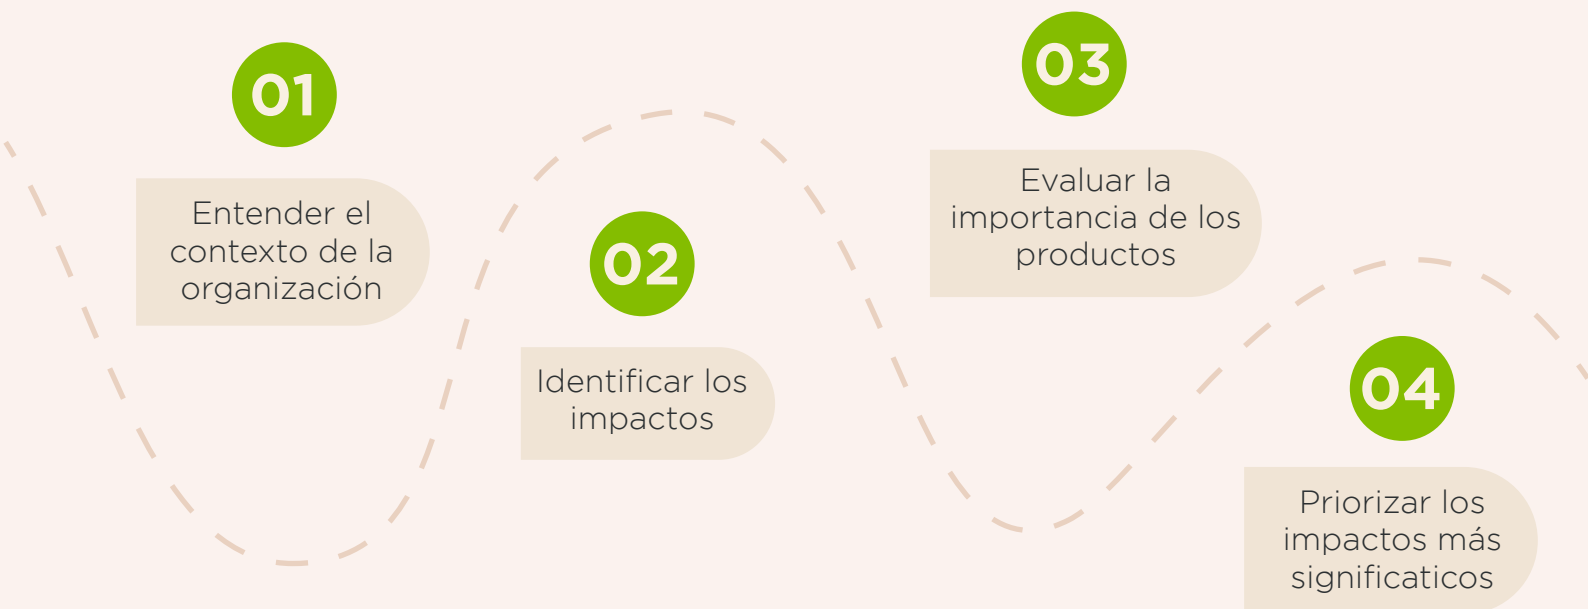 01
Entender el
contexto de la
organización
02
Identificar los
impactos
03
Evaluar la
importancia de los
productos
04
Priorizar los
impactos más
significaticos